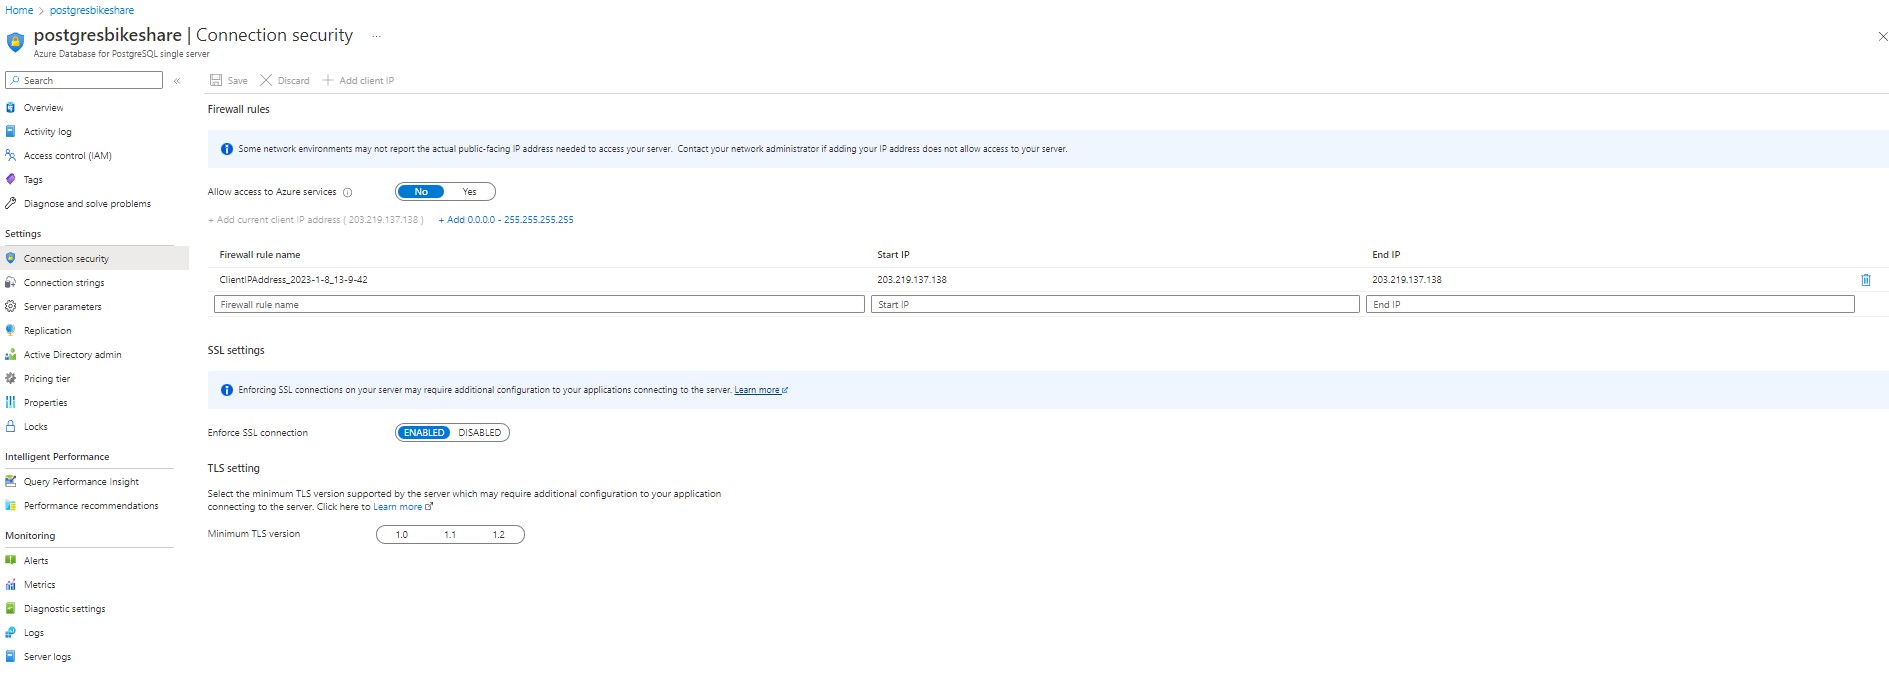 Home > postgresbikeshare
postgresbikeshare | Connection security ...
Azure Database for PostgreSQL single server
Search «
Overview
Activity log
Access control (IAM)
Tags
Diagnose and solve problems
Settings
Connection security
Connection strings
Server parameters
Replication
Active Directory admin
Pricing tier
Properties
Locks
Intelligent Performance
Query Performance Insight
Performance recommendations
Monitoring
Alerts
Metrics
Diagnostic settings
Logs
Server logs
Save Discard + Add client IP
Firewall rules
Some network environments may not report the actual public-facing IP address needed to access your server. Contact your network administrator if adding your IP address does not allow access to your server.
Allow access to Azure services No Yes
+ Add current client IP address ( 203.219.137.138 ) + Add 0.0.0.0 - 255.255.255.255
Firewall rule name Start IP End IP
ClientIPAddress_2023-1-8_13-9-42 203.219.137.138 203.219.137.138
Firewall rule name Start IP End IP
SSL settings
Enforcing SSL connections on your server may require additional configuration to your applications connecting to the server. Learn more
Enforce SSL connection ENABLED DISABLED
TLS setting
Select the minimum TLS version supported by the server which may require additional configuration to your application
connecting to the server. Click here to Learn more
Minimum TLS version 1.0 1.1 1.2